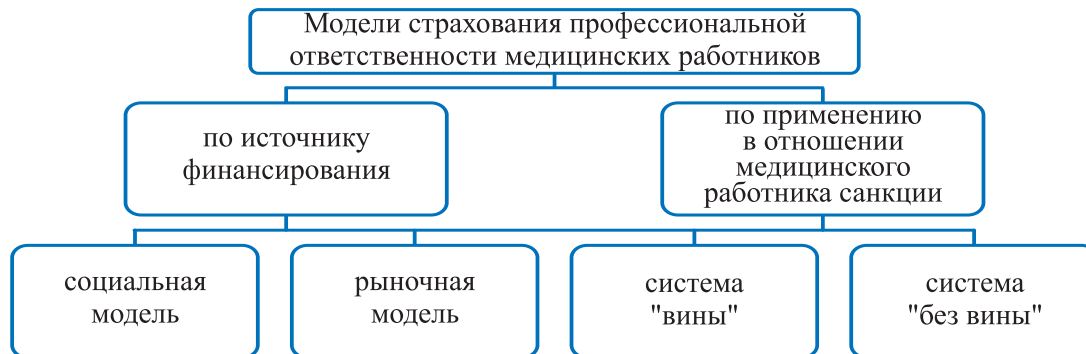 Модели страхования профессиональной
ответственности медицинских работников
по источнику
финансирования
по применению
в отношении
медицинского
работника санкции
социальная
модель
рыночная
модель
система
"вины"
система
"без вины"